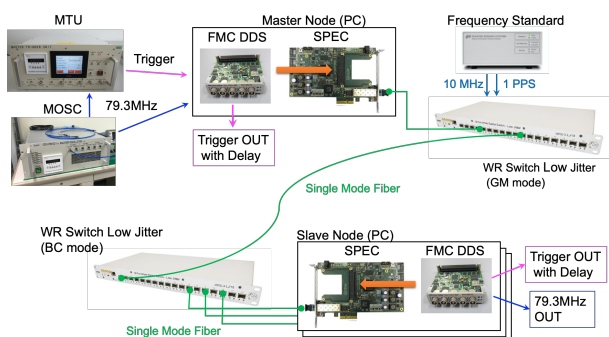 MTU
Master Node (PC)
Frequency Standard
FMC DDS
SPEC
Trigger
MOSC
79.3MHz
10 MHz
1 PPS
Trigger OUT
with Delay
WR Switch Low Jitter
(GM mode)
Single Mode Fiber
WR Switch Low Jitter
(BC mode)
Slave Node (PC)
SPEC
FMC DDS
Trigger OUT
with Delay
79.3MHz
OUT
Single Mode Fiber